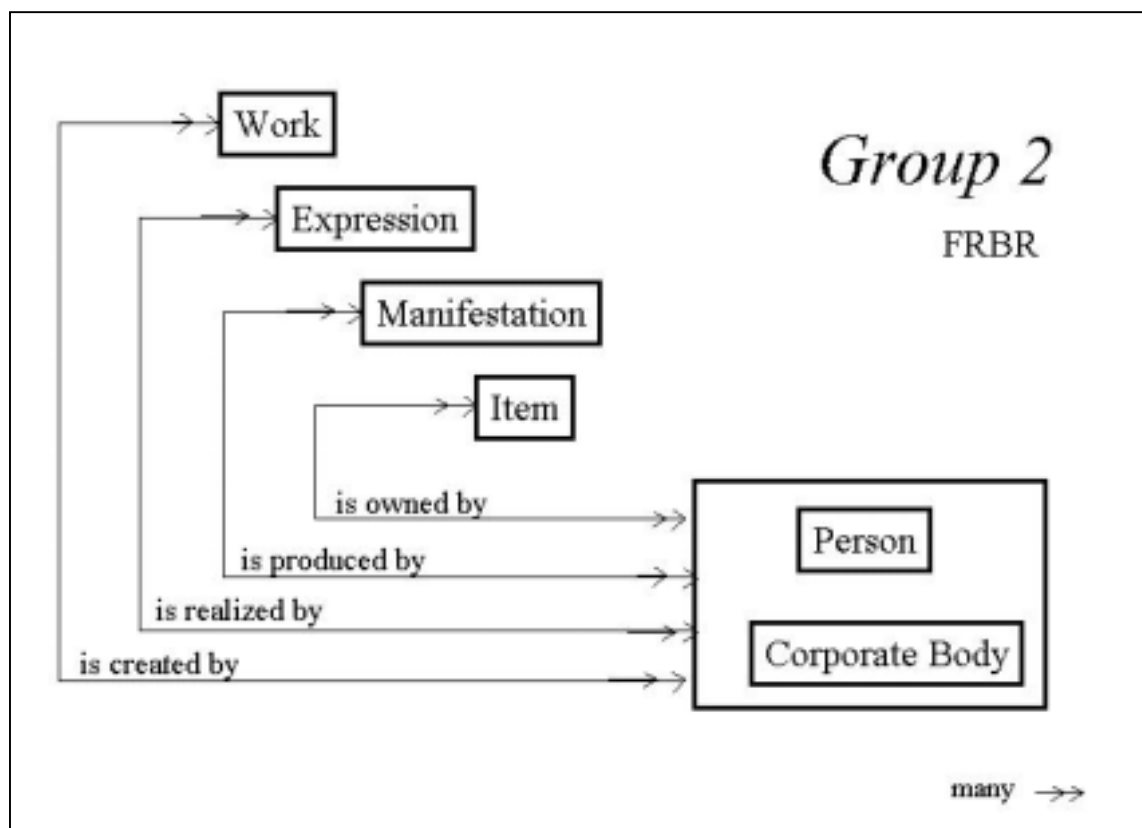 Work
Group 2
Expression
FRBR
Manifestation
Item
is owned by
Person
is produced by
is realized by
Corporate Body
is created by
many